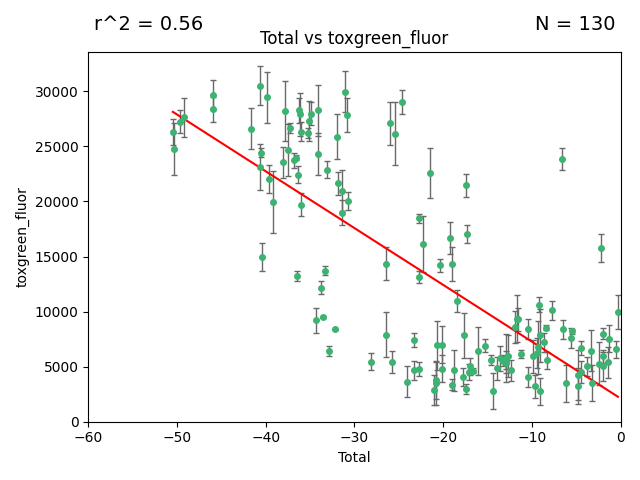 r^2 = 0.56
N = 130
Total vs toxgreen_fluor
toxgreen_fluor
30000
25000
20000
15000
10000
5000
0
−60
−50
−40
−30
−20
−10
0
Total